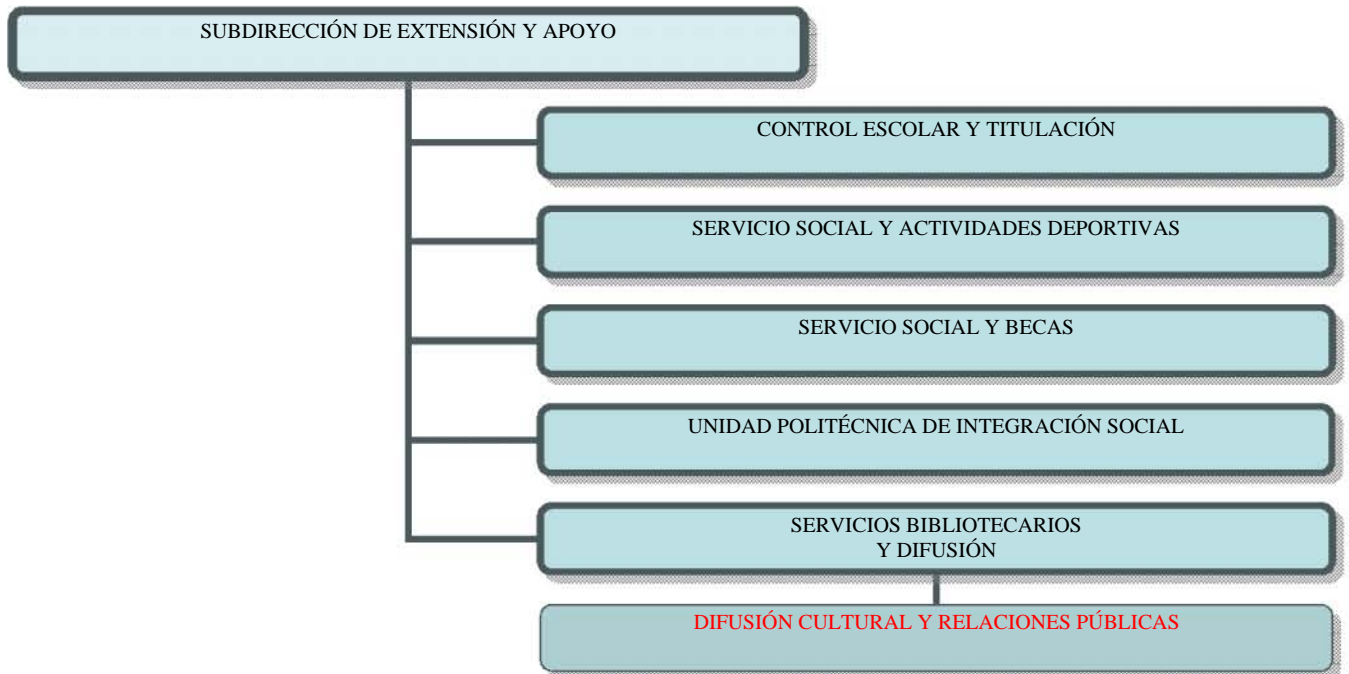 SUBDIRECCIÓN DE EXTENSIÓN Y APOYO
CONTROL ESCOLAR Y TITULACIÓN
SERVICIO SOCIAL Y ACTIVIDADES DEPORTIVAS
SERVICIO SOCIAL Y BECAS
UNIDAD POLITÉCNICA DE INTEGRACIÓN SOCIAL
SERVICIOS BIBLIOTECARIOS
Y DIFUSIÓN
DIFUSIÓN CULTURAL Y RELACIONES PÚBLICAS